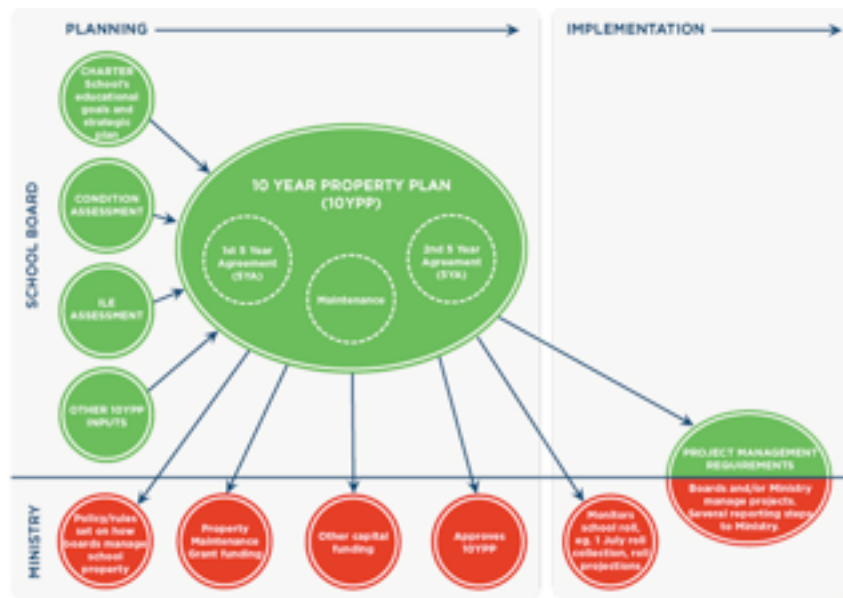 PLANNING
IMPLEMENTATION
SCHOOL BOARD
CHARTER
School's
educational
goals and
strategic
plan
CONDITION
ASSESSMENT
ILE
ASSESSMENT
OTHER 10YPP
INPUTS
10 YEAR PROPERTY PLAN
(10YPP)
1st 5 Year
Agreement
(5YA)
Maintenance
2nd 5 Year
Agreement
(5YA)
PROJECT MANAGEMENT
REQUIREMENTS
Boards and/or Ministry
manage projects.
Several reporting steps
to Ministry.
MINISTRY
Policy/rules
set on how
boards manage
school
property
Property
Maintenance
Grant funding
Other capital
funding
Approves
10YPP
Monitors
school roll,
eg. 1 July roll
collection, roll
projections